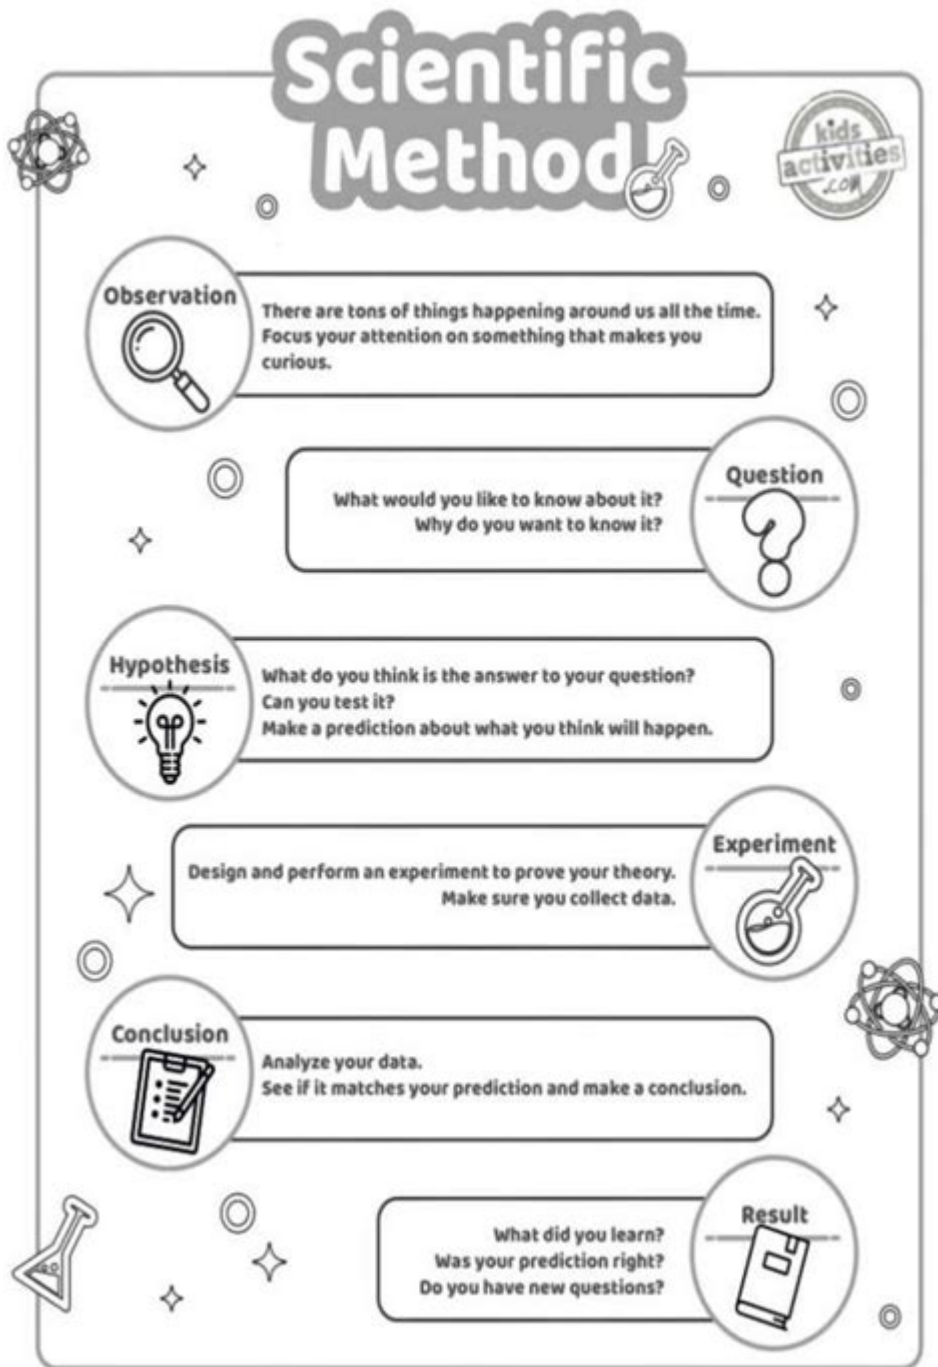 Scientific
Method
kids
activities
.com
Observation
There are tons of things happening around us all the time.
Focus your attention on something that makes you
curious.
Question
What would you like to know about it?
Why do you want to know it?
Hypothesis
What do you think is the answer to your question?
Can you test it?
Make a prediction about what you think will happen.
Experiment
Design and perform an experiment to prove your theory.
Make sure you collect data.
Conclusion
Analyze your data.
See if it matches your prediction and make a conclusion.
Result
What did you learn?
Was your prediction right?
Do you have new questions?